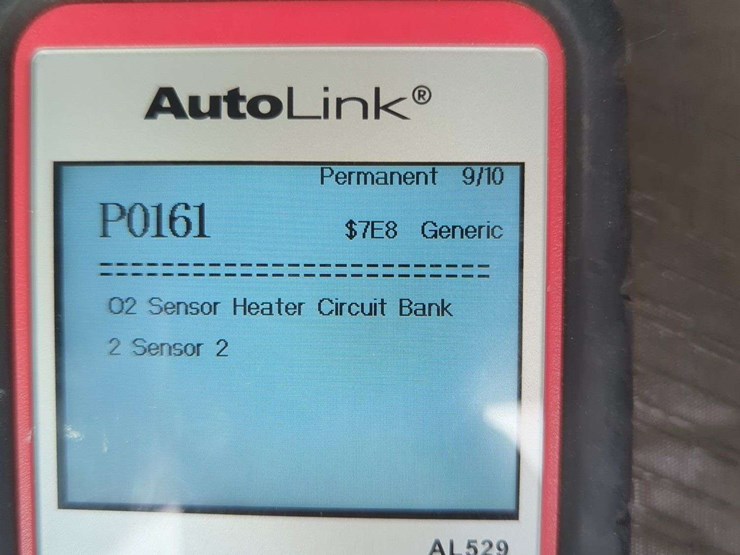 AutoLink®
Permanent 9/10
P0161 $7E8 Generic
================================
O2 Sensor Heater Circuit Bank
2 Sensor 2
AL529